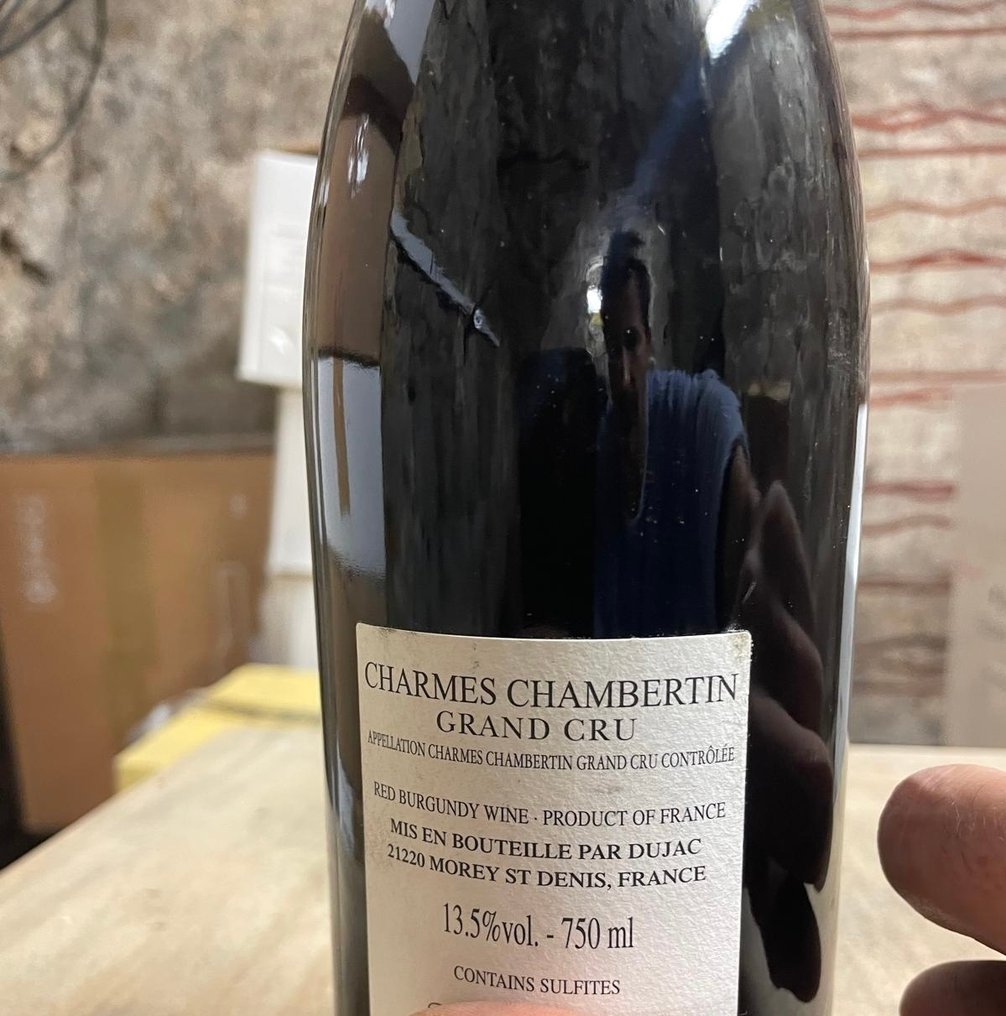 CHARMES CHAMBERTIN
GRAND CRU
APPELLATION CHARMES CHAMBERTIN GRAND CRU CONTRÔLÉE
RED BURGUNDY WINE · PRODUCT OF FRANCE
MIS EN BOUTEILLE PAR DUJAC
21220 MOREY ST DENIS, FRANCE
13.5%vol. - 750 ml
CONTAINS SULFITES